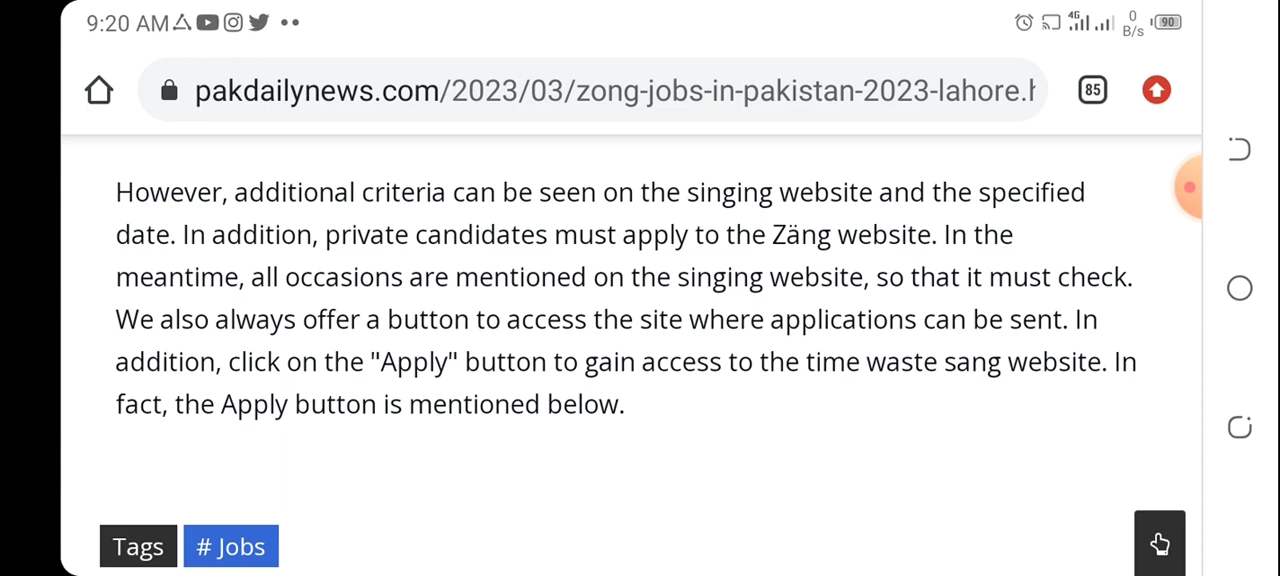 9:20 AM 4G 0 B/s 90
pakdailynews.com/2023/03/zong-jobs-in-pakistan-2023-lahore.h 85
However, additional criteria can be seen on the singing website and the specified
date. In addition, private candidates must apply to the Zäng website. In the
meantime, all occasions are mentioned on the singing website, so that it must check.
We also always offer a button to access the site where applications can be sent. In
addition, click on the "Apply" button to gain access to the time waste sang website. In
fact, the Apply button is mentioned below.
Tags # Jobs